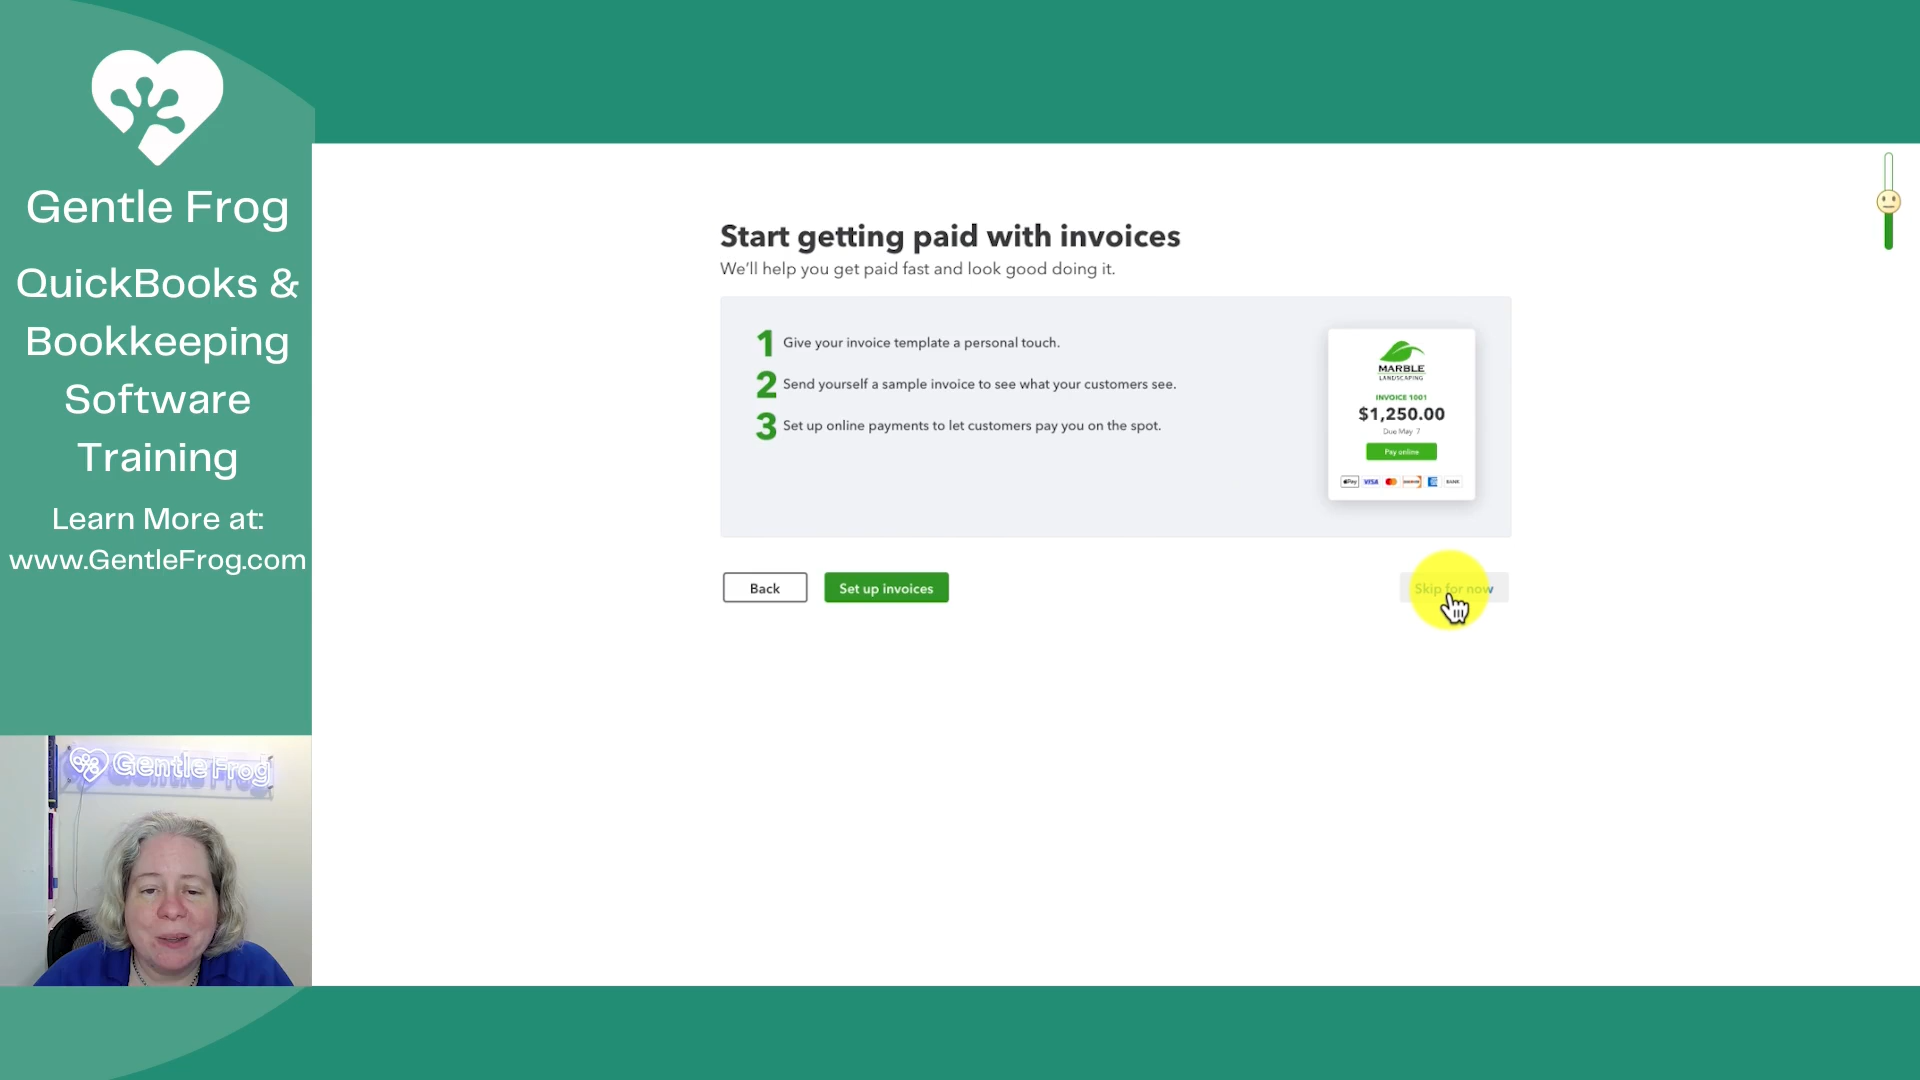 Gentle Frog
QuickBooks &
Bookkeeping
Software
Training
Learn More at:
www.GentleFrog.com
Start getting paid with invoices
We'll help you get paid fast and look good doing it.
1 Give your invoice template a personal touch.
2 Send yourself a sample invoice to see what your customers see.
3 Set up online payments to let customers pay you on the spot.
MARBLE
LANDSCAPING
INVOICE 1001
$1,250.00
Due May 7
Pay online
Pay VISA BANK
Back
Set up invoices
Skip for now
Gentle Frog